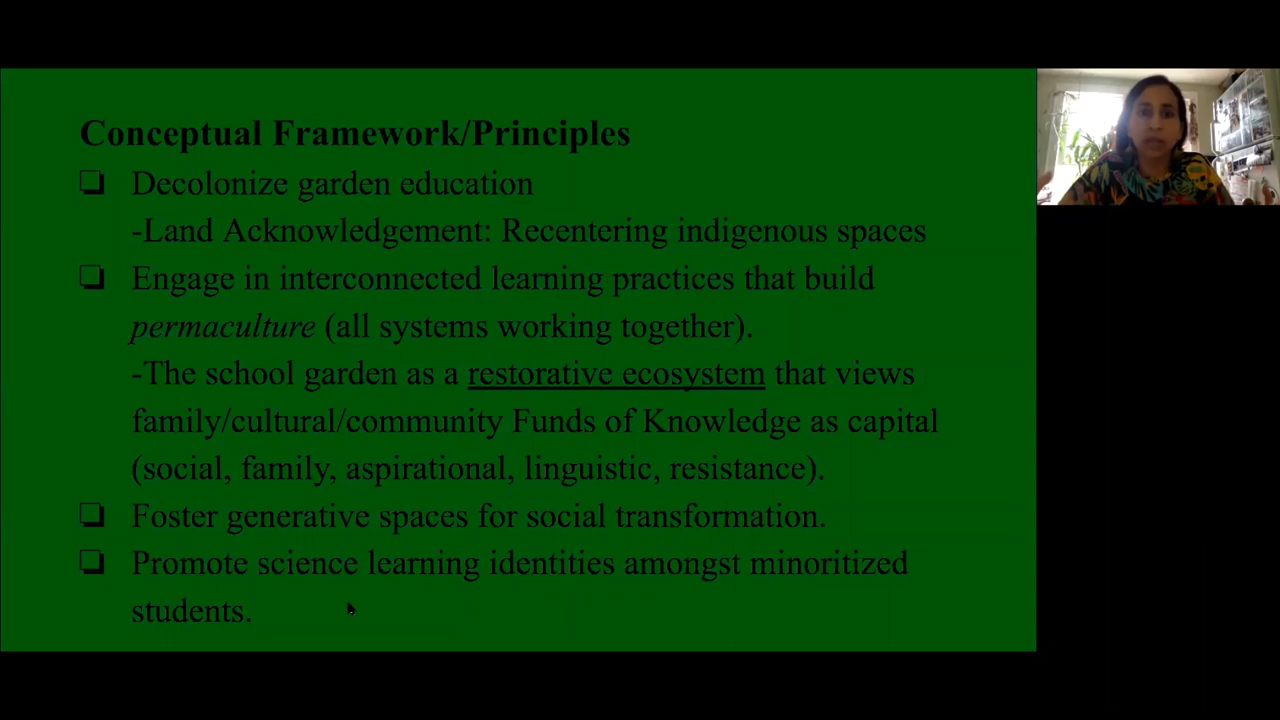 Conceptual Framework/Principles
❏ Decolonize garden education
-Land Acknowledgement: Recentering indigenous spaces
❏ Engage in interconnected learning practices that build
permaculture (all systems working together).
-The school garden as a restorative ecosystem that views
family/cultural/community Funds of Knowledge as capital
(social, family, aspirational, linguistic, resistance).
❏ Foster generative spaces for social transformation.
❏ Promote science learning identities amongst minoritized
students.